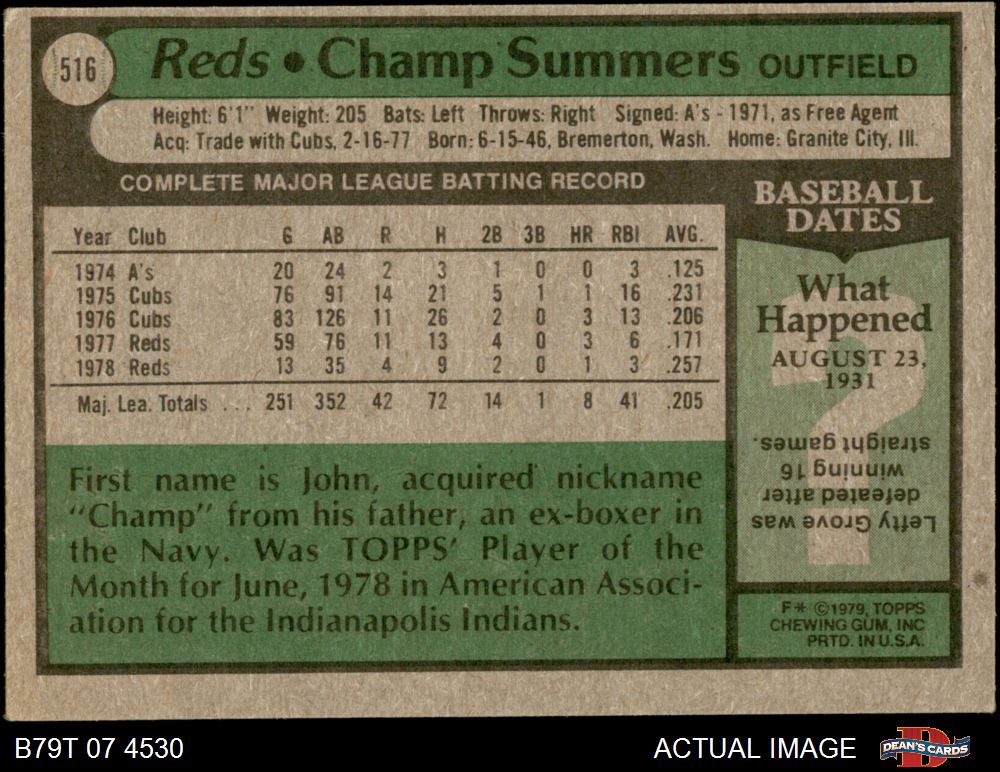 516
Reds • Champ Summers OUTFIELD
Height: 6'1" Weight: 205 Bats: Left Throws: Right Signed: A's - 1971, as Free Agent
Acq: Trade with Cubs, 2-16-77 Born: 6-15-46, Bremerton, Wash. Home: Granite City, Ill.
COMPLETE MAJOR LEAGUE BATTING RECORD
Year Club G AB R H 2B 3B HR RBI AVG.
1974 A's 20 24 2 3 1 0 0 3 .125
1975 Cubs 76 91 14 21 5 1 1 16 .231
1976 Cubs 83 126 11 26 2 0 3 13 .206
1977 Reds 59 76 11 13 4 0 3 6 .171
1978 Reds 13 35 4 9 2 0 1 3 .257
Maj. Lea. Totals ... 251 352 42 72 14 1 8 41 .205
First name is John, acquired nickname
"Champ" from his father, an ex-boxer in
the Navy. Was TOPPS' Player of the
Month for June, 1978 in American Associ-
ation for the Indianapolis Indians.
BASEBALL
DATES
What
Happened
AUGUST 23,
1931
?
Lefty Grove was
defeated after
winning 16
straight games.
F* ©1979, TOPPS
CHEWING GUM, INC
PRTD. IN U.S.A.
B79T 07 4530
ACTUAL IMAGE
D
DEAN'S CARDS